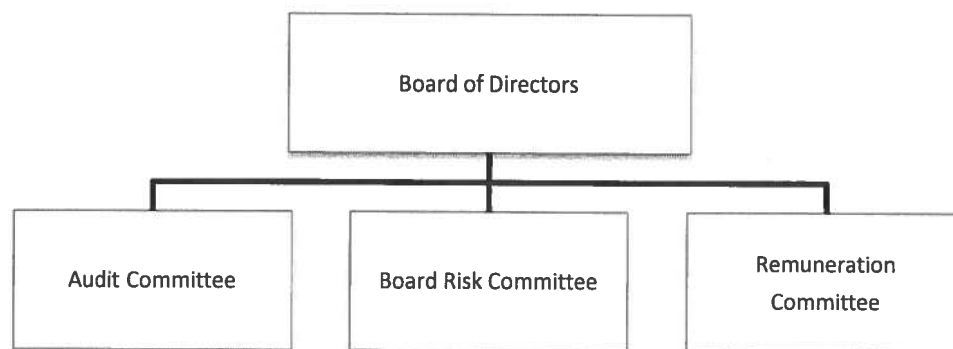 Board of Directors
Audit Committee
Board Risk Committee
Remuneration
Committee